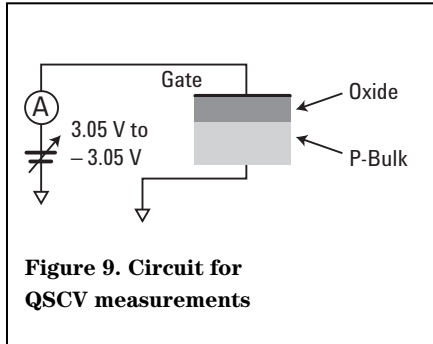 Gate
Oxide
A
3.05 V to
– 3.05 V
P-Bulk
Figure 9. Circuit for
QSCV measurements